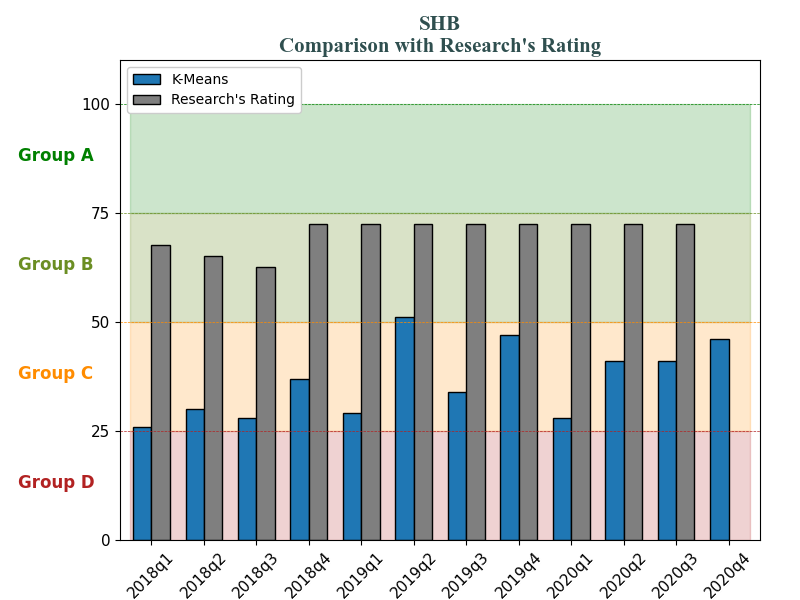 SHB
Comparison with Research's Rating
K-Means
Research's Rating
100
75
50
25
0
Group A
Group B
Group C
Group D
2018q1
2018q2
2018q3
2018q4
2019q1
2019q2
2019q3
2019q4
2020q1
2020q2
2020q3
2020q4